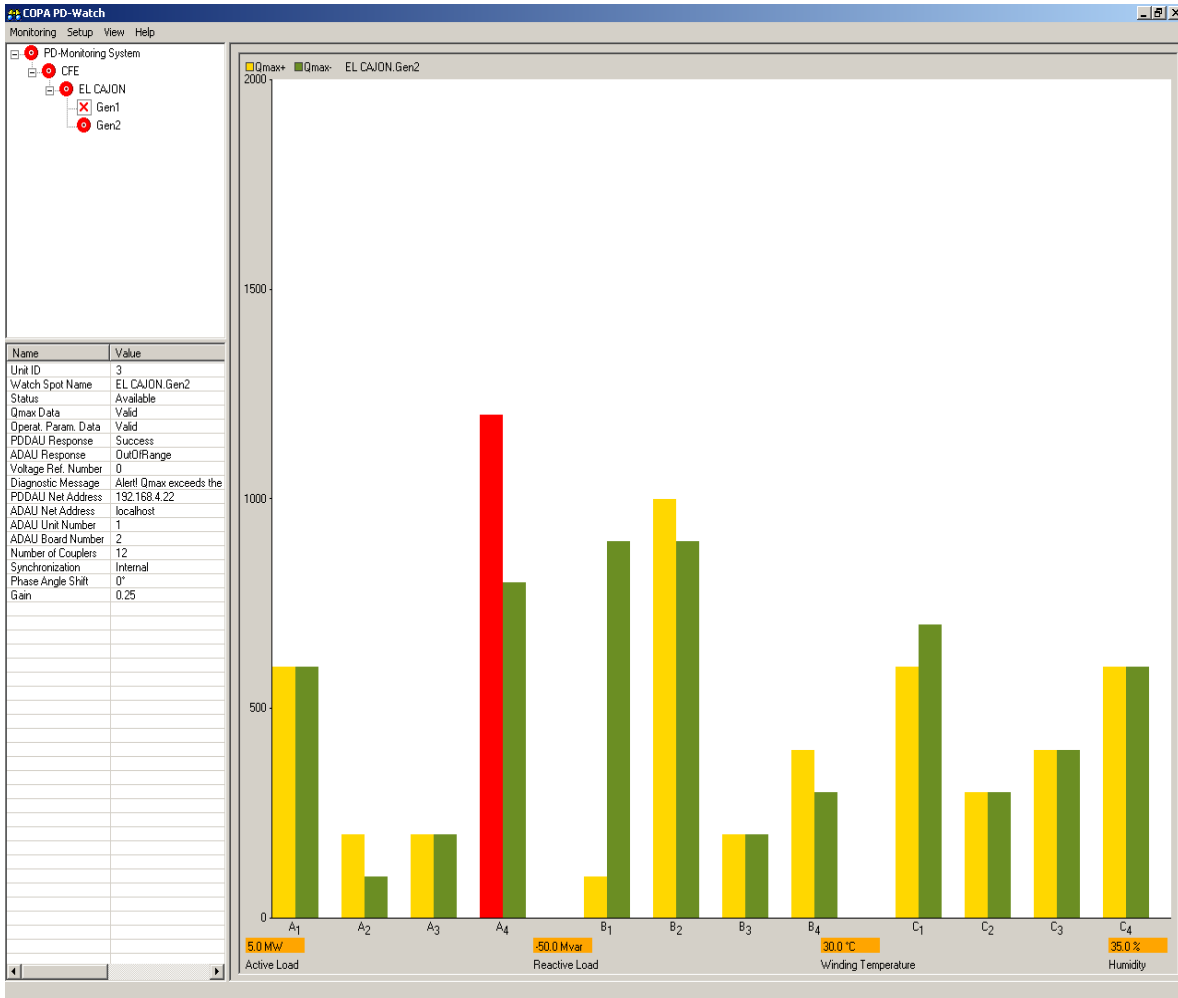 COPA PD-Watch
Monitoring Setup View Help
PD-Monitoring System
CFE
EL CAJON
Gen1
Gen2
Name Value
Unit ID 3
Watch Spot Name EL CAJON.Gen2
Status Available
Qmax Data Valid
Operat. Param. Data Valid
PDDAU Response Success
ADAU Response OutOfRange
Voltage Ref. Number 0
Diagnostic Message Alert! Qmax exceeds the
PDDAU Net Address 192.168.4.22
ADAU Net Address localhost
ADAU Unit Number 1
ADAU Board Number 2
Number of Couplers 12
Synchronization Internal
Phase Angle Shift 0°
Gain 0.25
Qmax+ Qmax- EL CAJON.Gen2
2000
1500
1000
500
0
A1 A2 A3 A4 B1 B2 B3 B4 C1 C2 C3 C4
5.0 MW -50.0 Mvar 30.0 °C 35.0 %
Active Load Reactive Load Winding Temperature Humidity